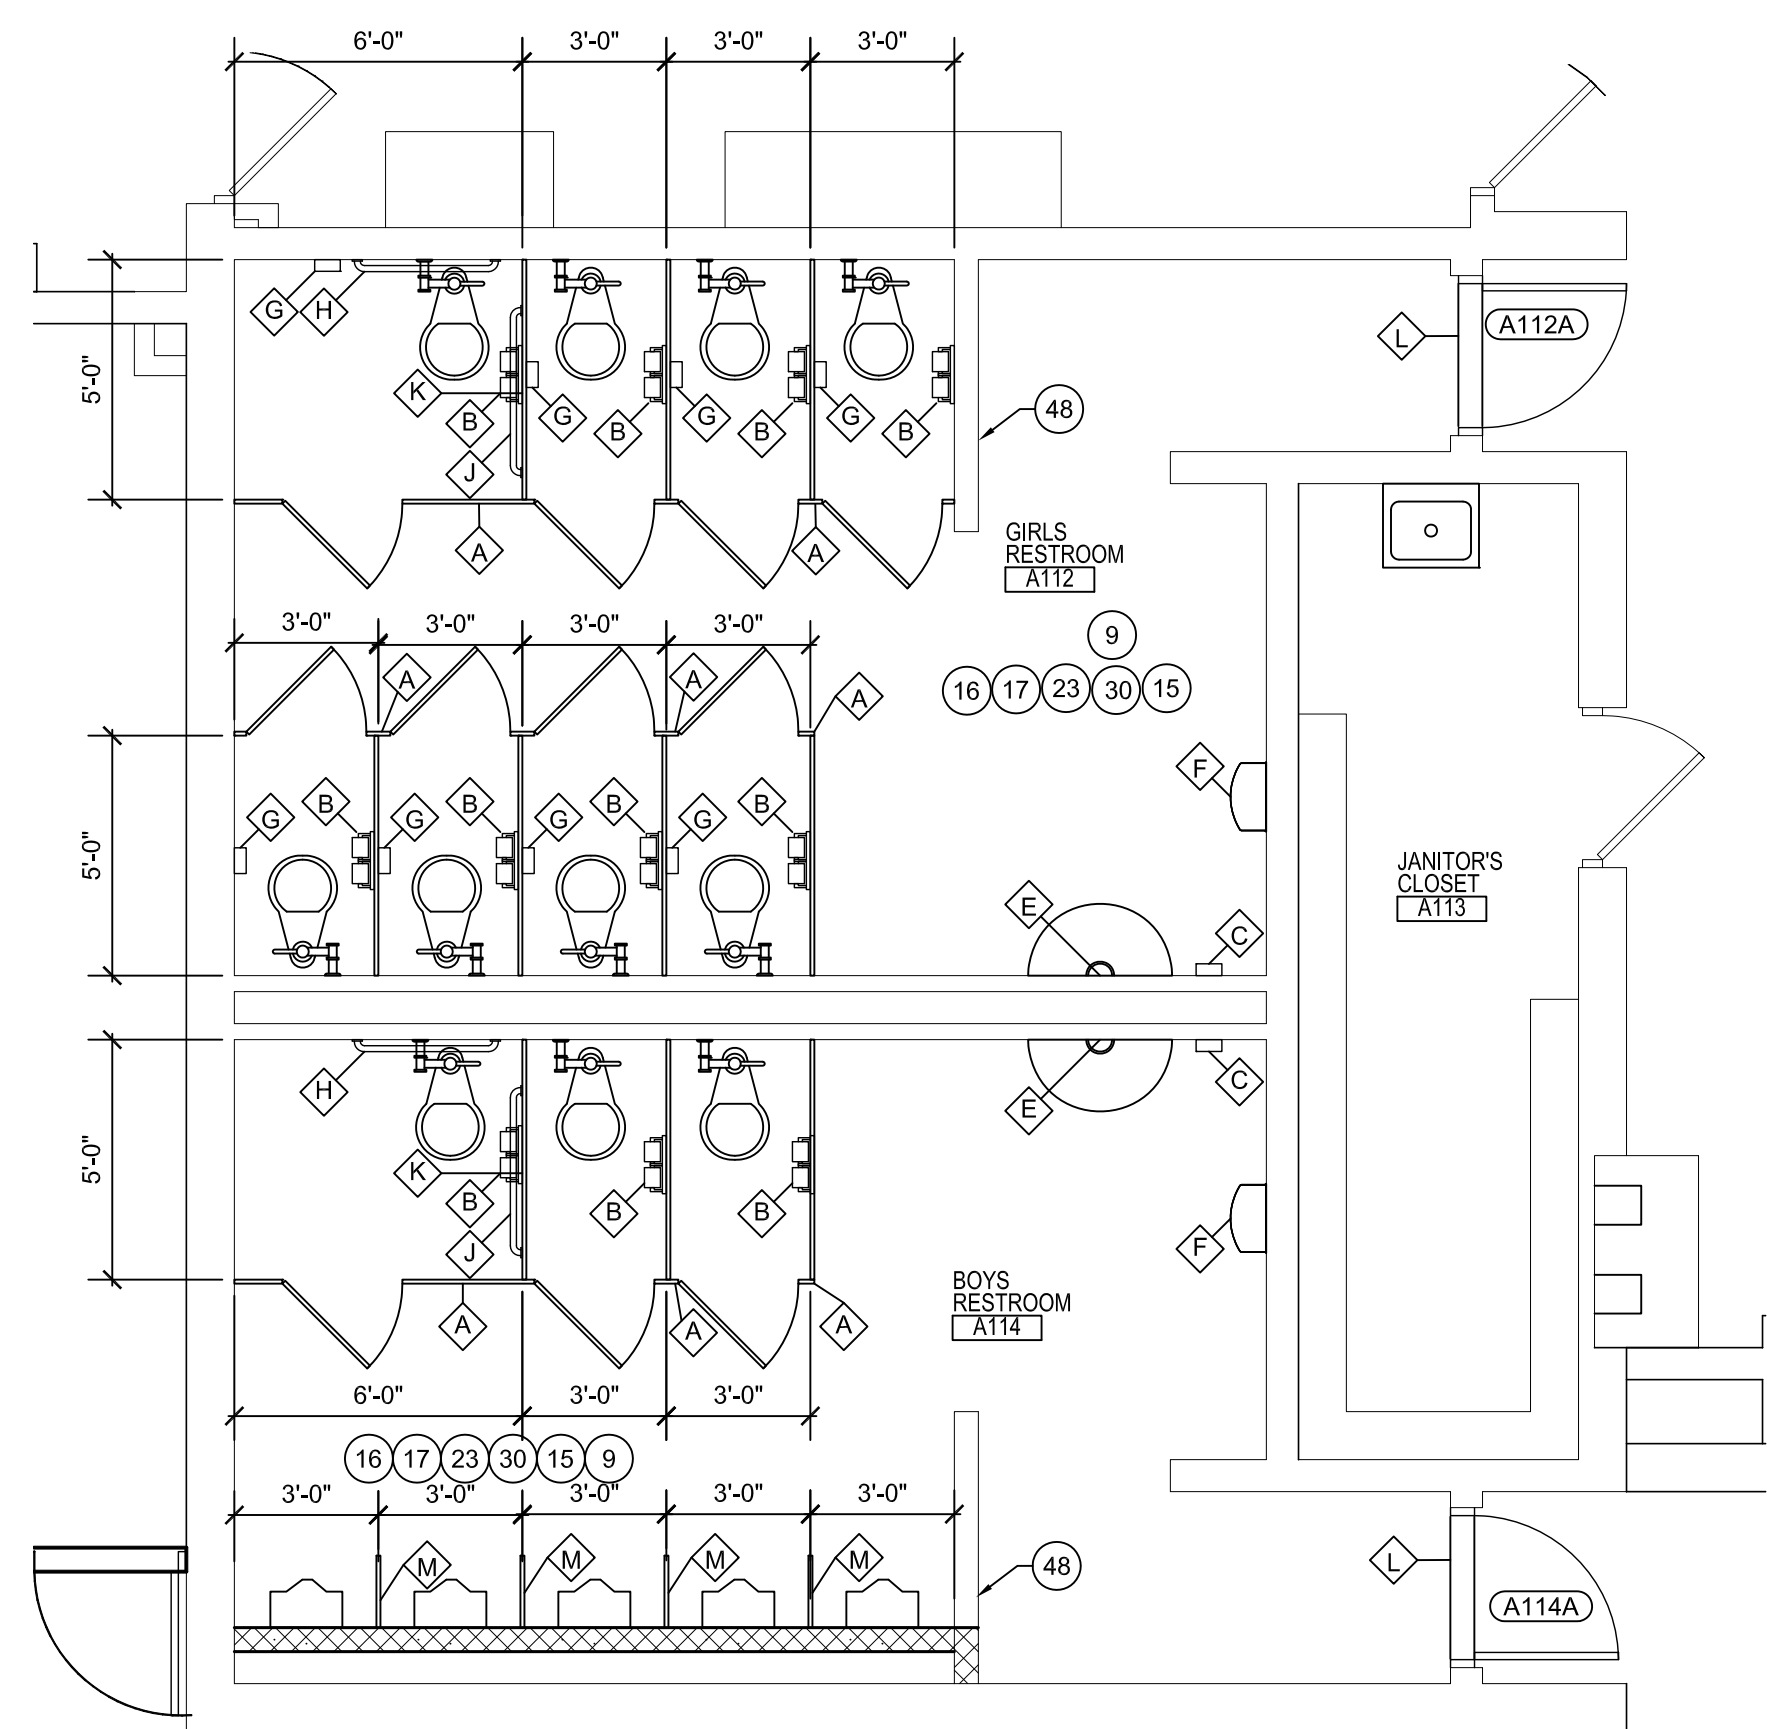 6'-0" 3'-0" 3'-0" 3'-0"
G H
A112A
L
5'-0"
K
B G G G
B B B
48
J
A A
GIRLS
RESTROOM
A112
3'-0" 3'-0" 3'-0" 3'-0"
9
A A A
16 17 23 30 15
F
B B B B
G G G G
5'-0"
JANITOR'S
CLOSET
A113
E
C
H
E
C
5'-0"
K
B B B
J
F
BOYS
RESTROOM
A114
A A A
6'-0" 3'-0" 3'-0"
16 17 23 30 15 9
3'-0" 3'-0" 3'-0" 3'-0" 3'-0"
M M M M
48
L
A114A